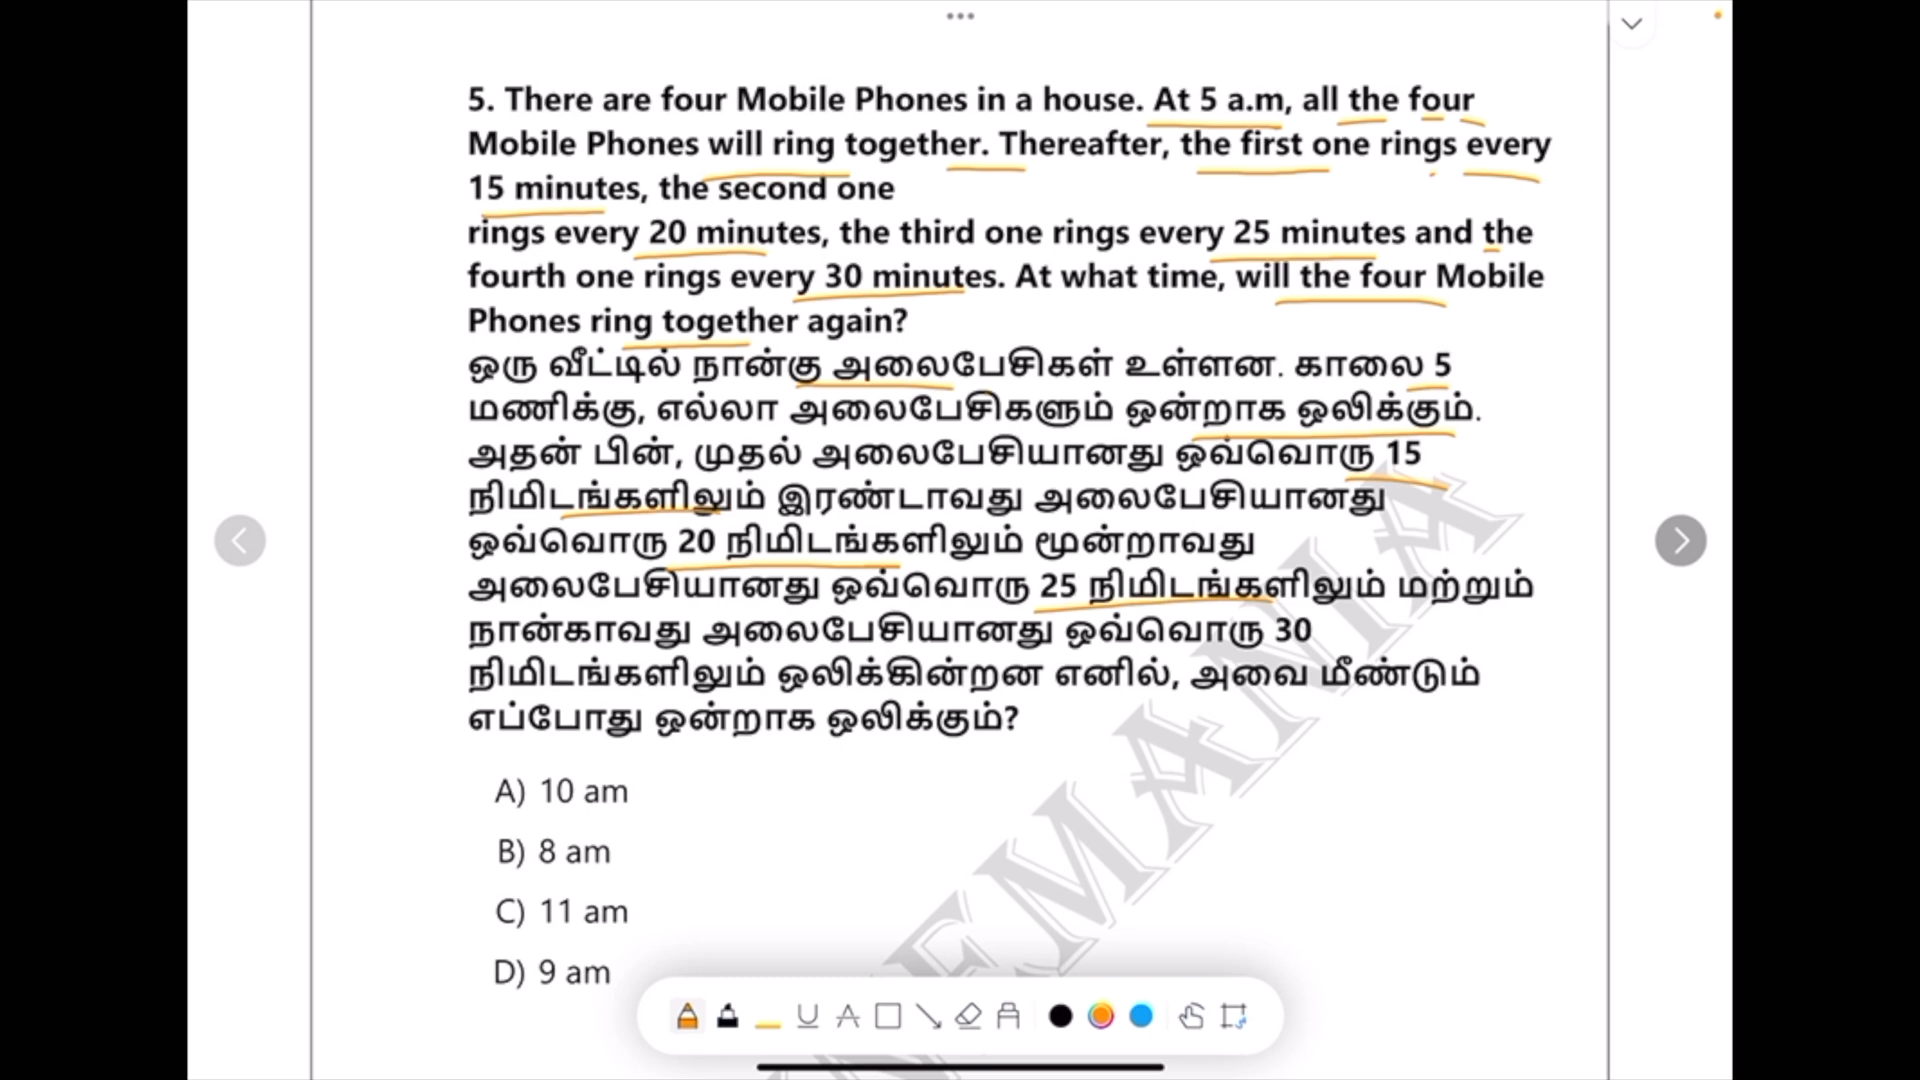 5. There are four Mobile Phones in a house. At 5 a.m, all the four
Mobile Phones will ring together. Thereafter, the first one rings every
15 minutes, the second one
rings every 20 minutes, the third one rings every 25 minutes and the
fourth one rings every 30 minutes. At what time, will the four Mobile
Phones ring together again?
ஒரு வீட்டில் நான்கு அலைபேசிகள் உள்ளன. காலை 5
மணிக்கு, எல்லா அலைபேசிகளும் ஒன்றாக ஒலிக்கும்.
அதன் பின், முதல் அலைபேசியானது ஒவ்வொரு 15
நிமிடங்களிலும் இரண்டாவது அலைபேசியானது
ஒவ்வொரு 20 நிமிடங்களிலும் மூன்றாவது
அலைபேசியானது ஒவ்வொரு 25 நிமிடங்களிலும் மற்றும்
நான்காவது அலைபேசியானது ஒவ்வொரு 30
நிமிடங்களிலும் ஒலிக்கின்றன எனில், அவை மீண்டும்
எப்போது ஒன்றாக ஒலிக்கும்?
A) 10 am
B) 8 am
C) 11 am
D) 9 am